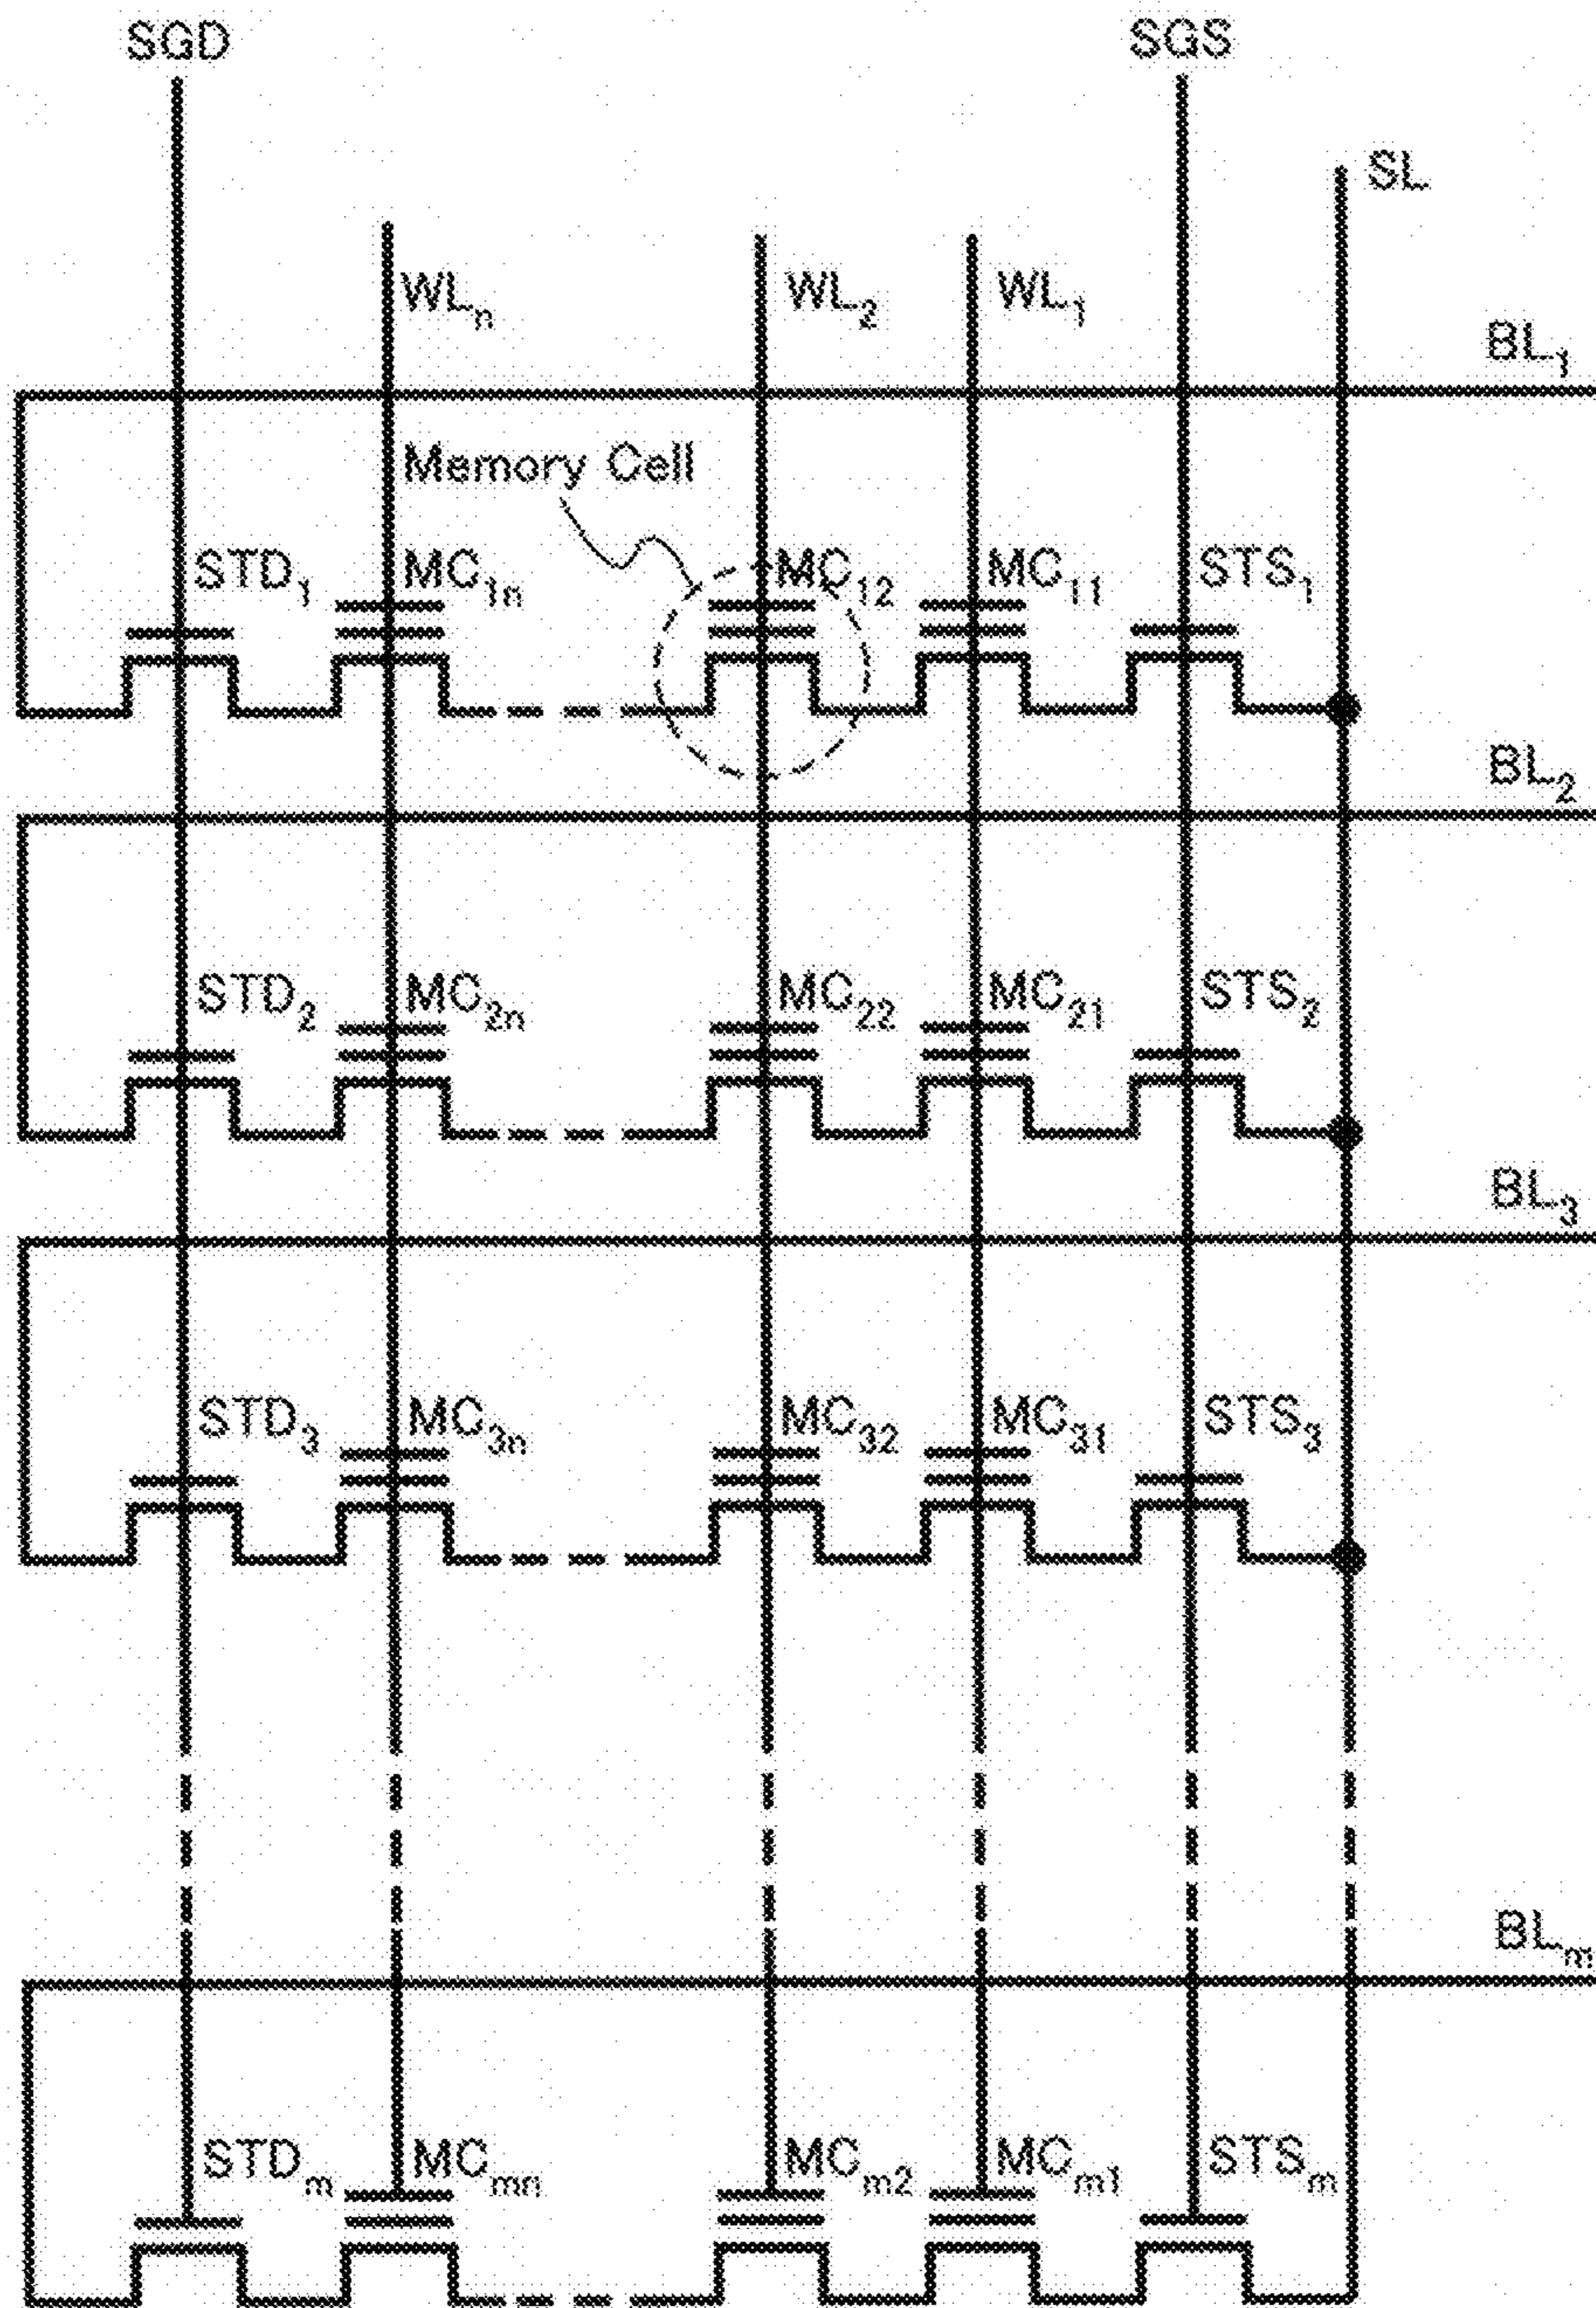 SGD SGS
SL
WLn WL2 WL1
BL1
Memory Cell
STD1 MC1n MC12 MC11 STS1
BL2
STD2 MC2n MC22 MC21 STS2
BL3
STD3 MC3n MC32 MC31 STS3
BLm
STDm MCmn MCm2 MCm1 STSm